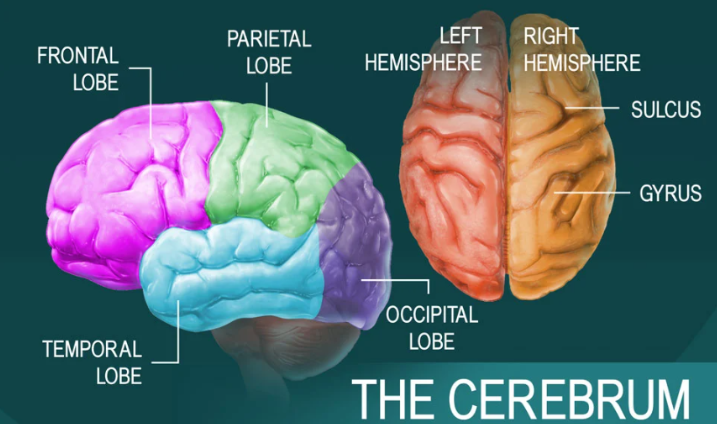 FRONTAL
LOBE
PARIETAL
LOBE
LEFT
HEMISPHERE
RIGHT
HEMISPHERE
SULCUS
GYRUS
OCCIPITAL
LOBE
TEMPORAL
LOBE
THE CEREBRUM